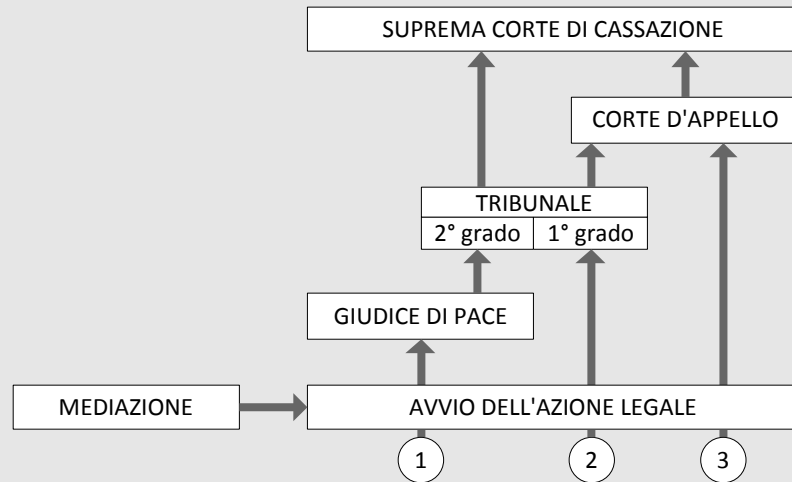 SUPREMA CORTE DI CASSAZIONE
CORTE D'APPELLO
TRIBUNALE
2° grado 1° grado
GIUDICE DI PACE
MEDIAZIONE AVVIO DELL'AZIONE LEGALE
1 2 3